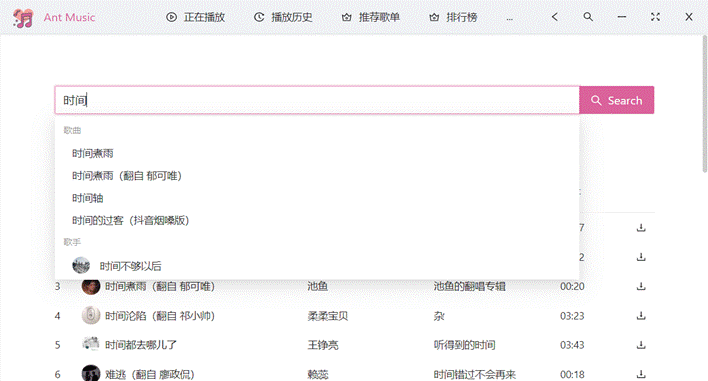 Ant Music 正在播放 播放历史 推荐歌单 排行榜 ...
时间 Search
歌曲
时间煮雨
时间煮雨（翻自 郁可唯）
时间轴
时间的过客（抖音烟嗓版）
歌手
时间不够以后
3 时间煮雨（翻自 郁可唯） 池鱼 池鱼的翻唱专辑 00:20
4 时间沦陷（翻自 祁小帅） 柔柔宝贝 杂 03:23
5 时间都去哪儿了 王铮亮 听得到的时间 03:43
6 难逃（翻自 廖政侃） 赖蕊 时间错过不会再来 00:18